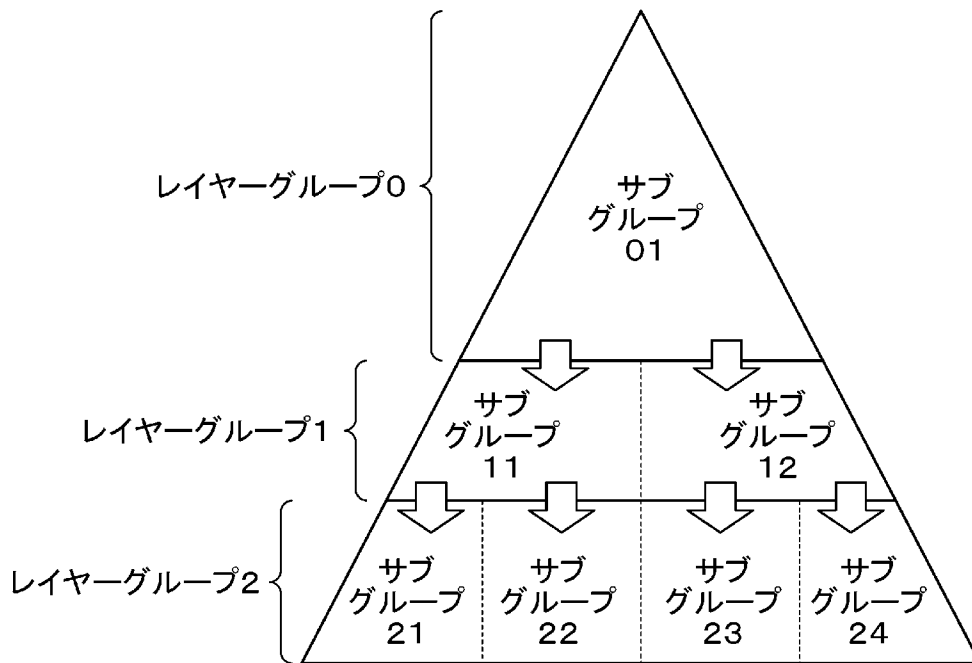 レイヤーグループ0
サブ
グループ
01
レイヤーグループ1
サブ
グループ
11
サブ
グループ
12
レイヤーグループ2
サブ
グループ
21
サブ
グループ
22
サブ
グループ
23
サブ
グループ
24